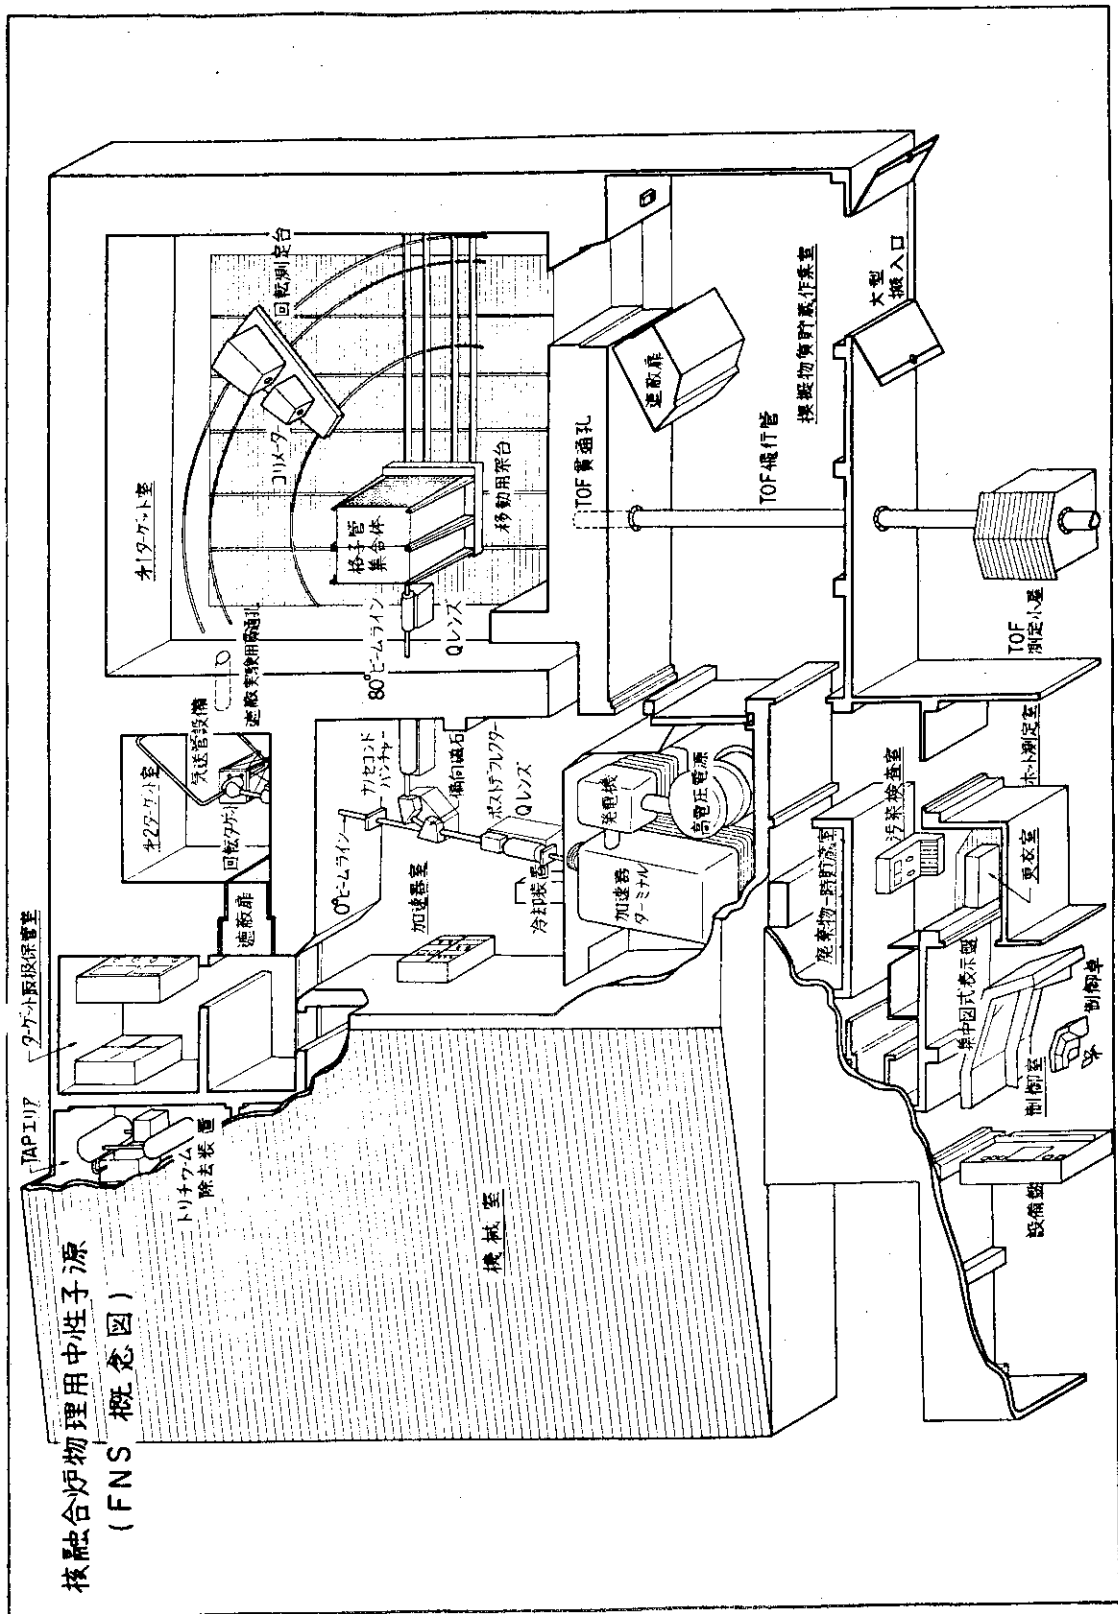 核融合炉物理用中性子源
(FNS 概念図)
TAPエリア
ターゲット取扱保管室
トリチウム
除去装置
機械室
遮蔽扉
才2ターゲット室
気送管設備
回転ターゲット
遮蔽実験用貫通孔
才1ターゲット室
コリメーター
回転測定台
格子管
集合体
移動用架台
80°ビームライン
Qレンズ
0°ビームライン
ナノセコンド
バンチャー
偏向磁石
ポストデフレクター
Qレンズ
加速器室
冷却装置
加速器
ターミナル
発電機
高電圧電源
TOF貫通孔
遮蔽扉
TOF飛行管
模擬物質貯蔵作業室
大型
搬入口
TOF
測定小屋
ホット測定室
汚染検査室
更衣室
廃棄物一時貯蔵室
集中図式表示盤
制御卓
制御室
設備盤